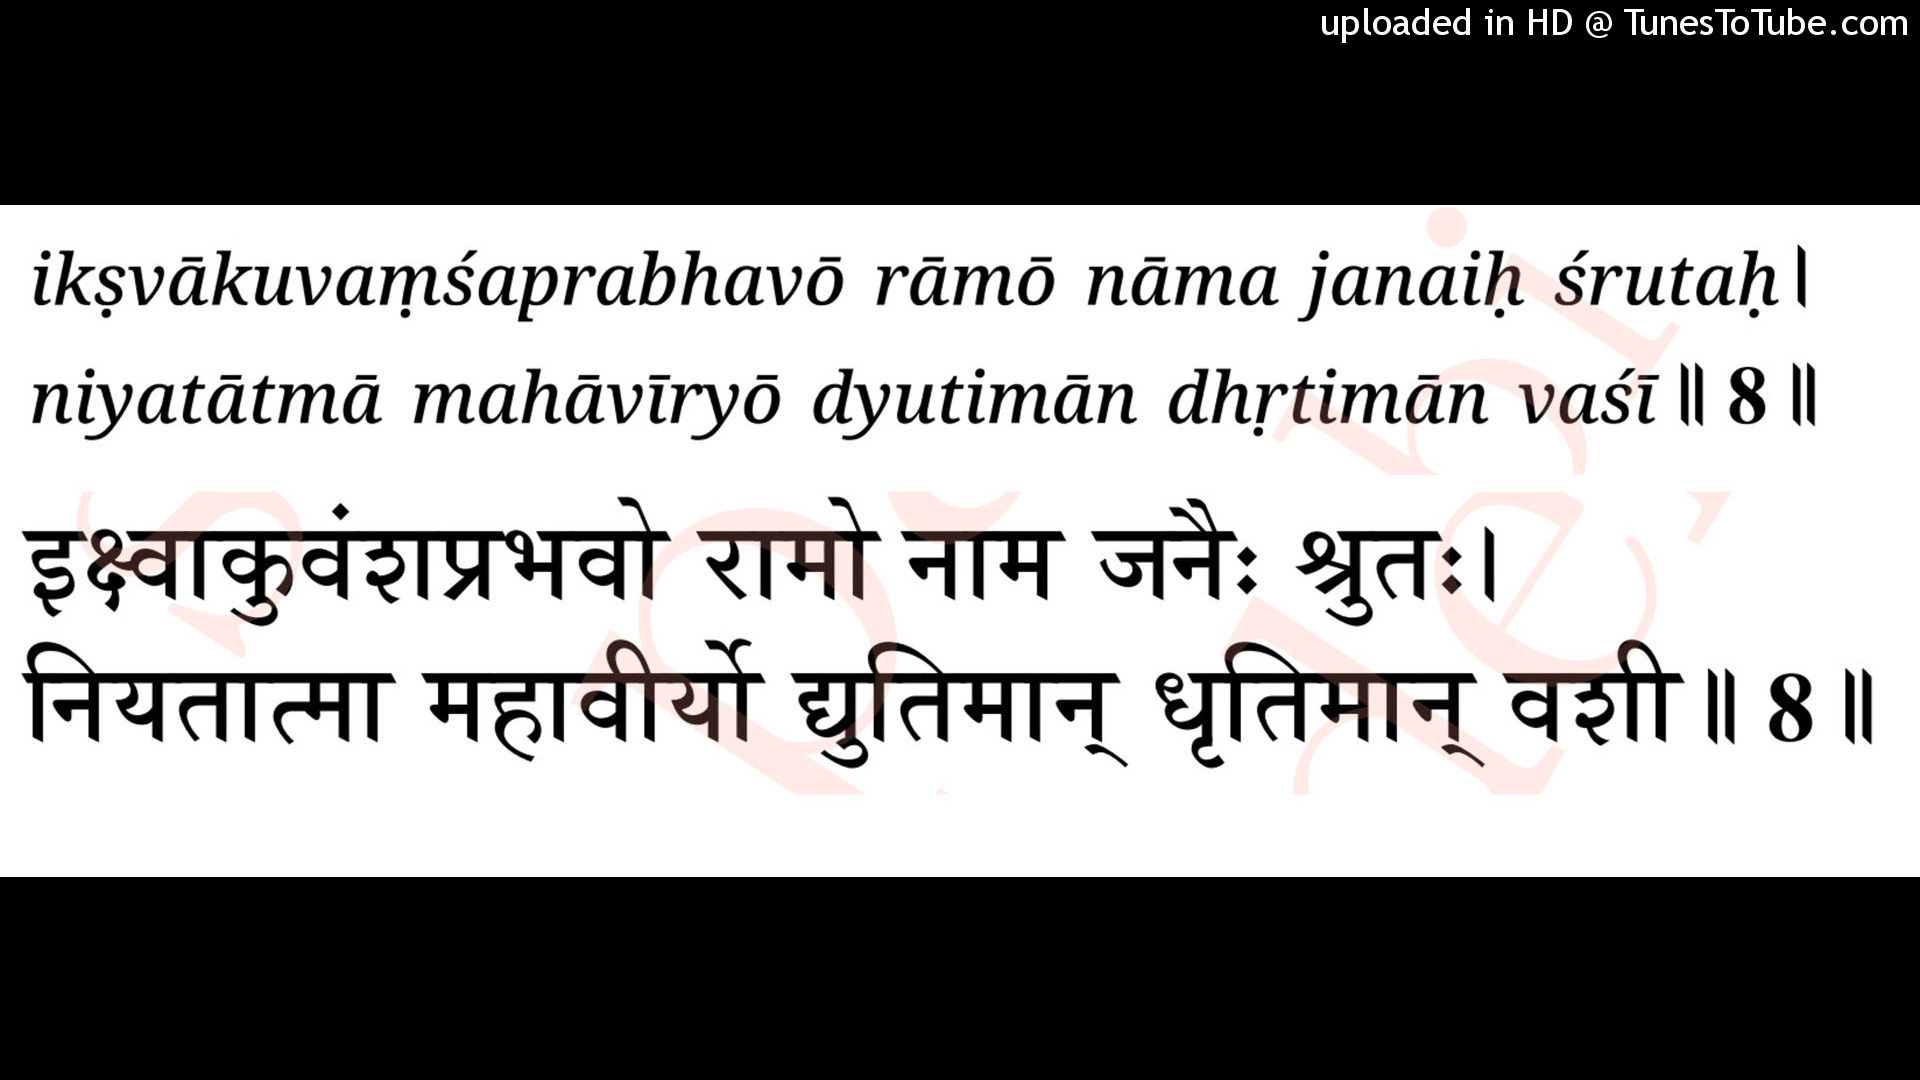 uploaded in HD @ TunesToTube.com
ikṣvākuvaṃśaprabhavō rāmō nāma janaiḥ śrutaḥ।
niyatātmā mahāvīryō dyutimān dhṛtimān vaśī॥8॥
इक्ष्वाकुवंशप्रभवो रामो नाम जनैः श्रुतः।
नियतात्मा महावीर्यो द्युतिमान् धृतिमान् वशी॥8॥